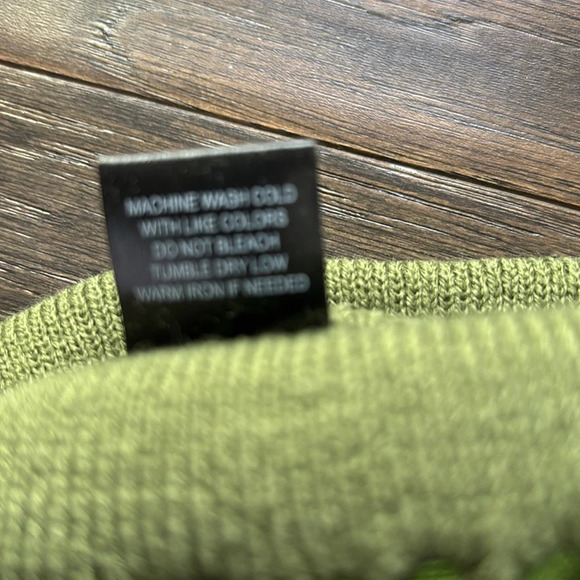 MACHINE WASH COLD
WITH LIKE COLORS
DO NOT BLEACH
TUMBLE DRY LOW
WARM IRON IF NEEDED